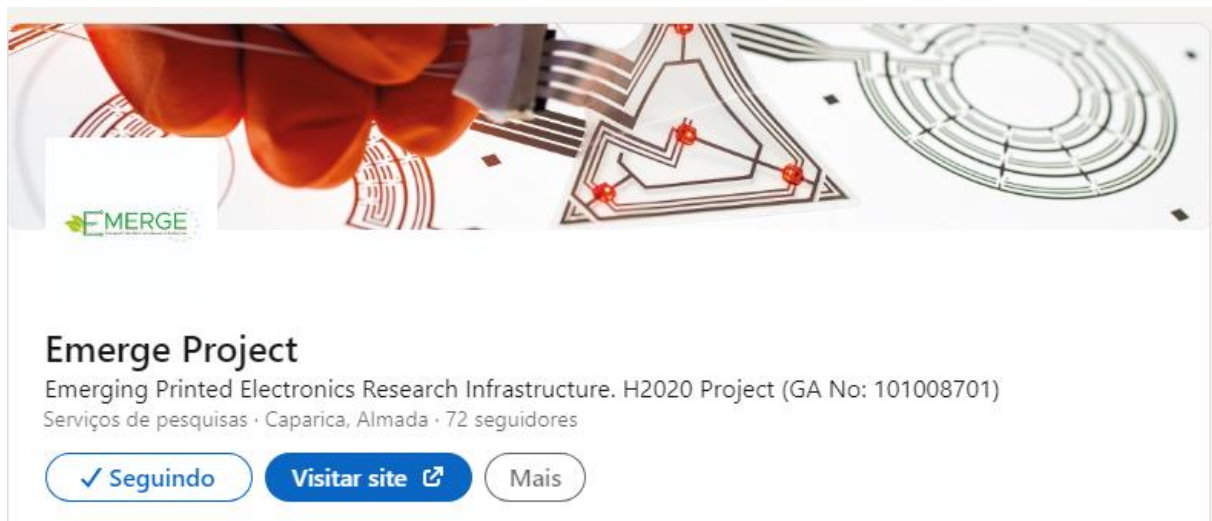 EMERGE
Emerge Project
Emerging Printed Electronics Research Infrastructure. H2020 Project (GA No: 101008701)
Serviços de pesquisas · Caparica, Almada · 72 seguidores
✓ Seguindo
Visitar site
Mais